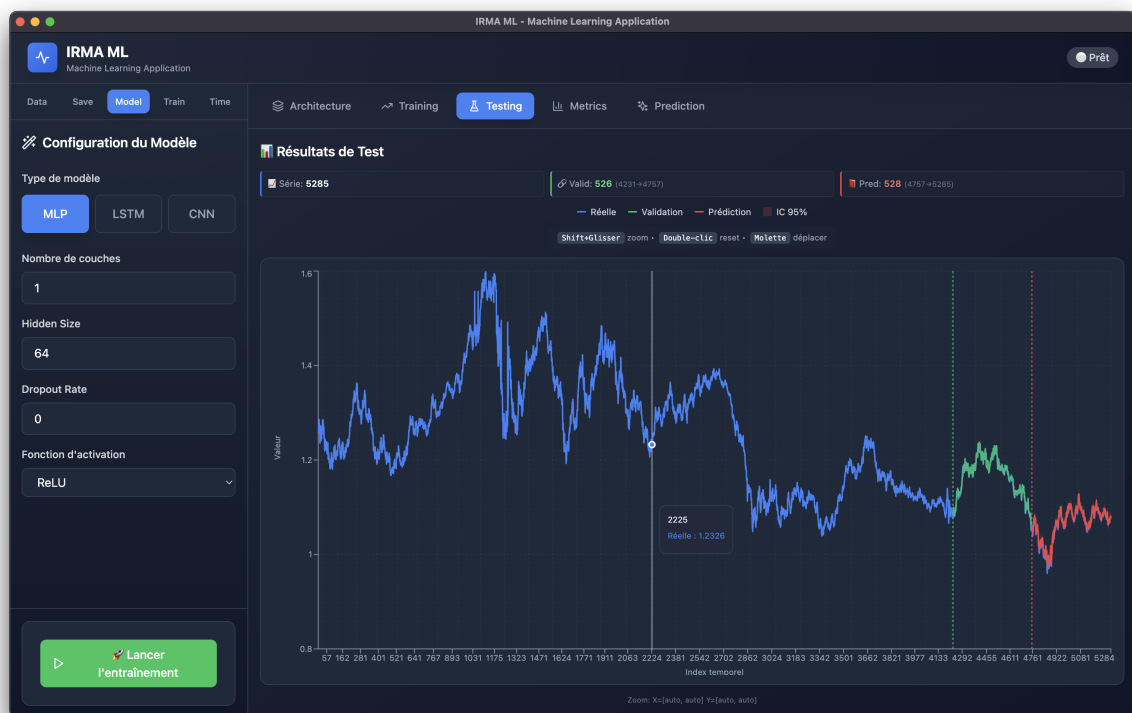 IRMA ML - Machine Learning Application
IRMA ML
Machine Learning Application
Prêt
Data Save Model Train Time
Architecture Training Testing Metrics Prediction
Configuration du Modèle
Type de modèle
MLP LSTM CNN
Nombre de couches
1
Hidden Size
64
Dropout Rate
0
Fonction d'activation
ReLU
Lancer
l'entraînement
Résultats de Test
Série: 5285
Valid: 526 (4231→4757)
Pred: 528 (4757→5285)
Réelle Validation Prédiction IC 95%
Shift+Glisser zoom • Double-clic reset • Molette déplacer
1.6
1.4
1.2
1
0.8
Valeur
2225
Réelle : 1.2326
57 162 281 401 521 641 767 893 1031 1175 1323 1471 1624 1771 1911 2063 2224 2381 2542 2702 2862 3024 3183 3342 3501 3662 3821 3977 4133 4292 4455 4611 4761 4922 5081 5284
Index temporel
Zoom: X=[auto, auto] Y=[auto, auto]